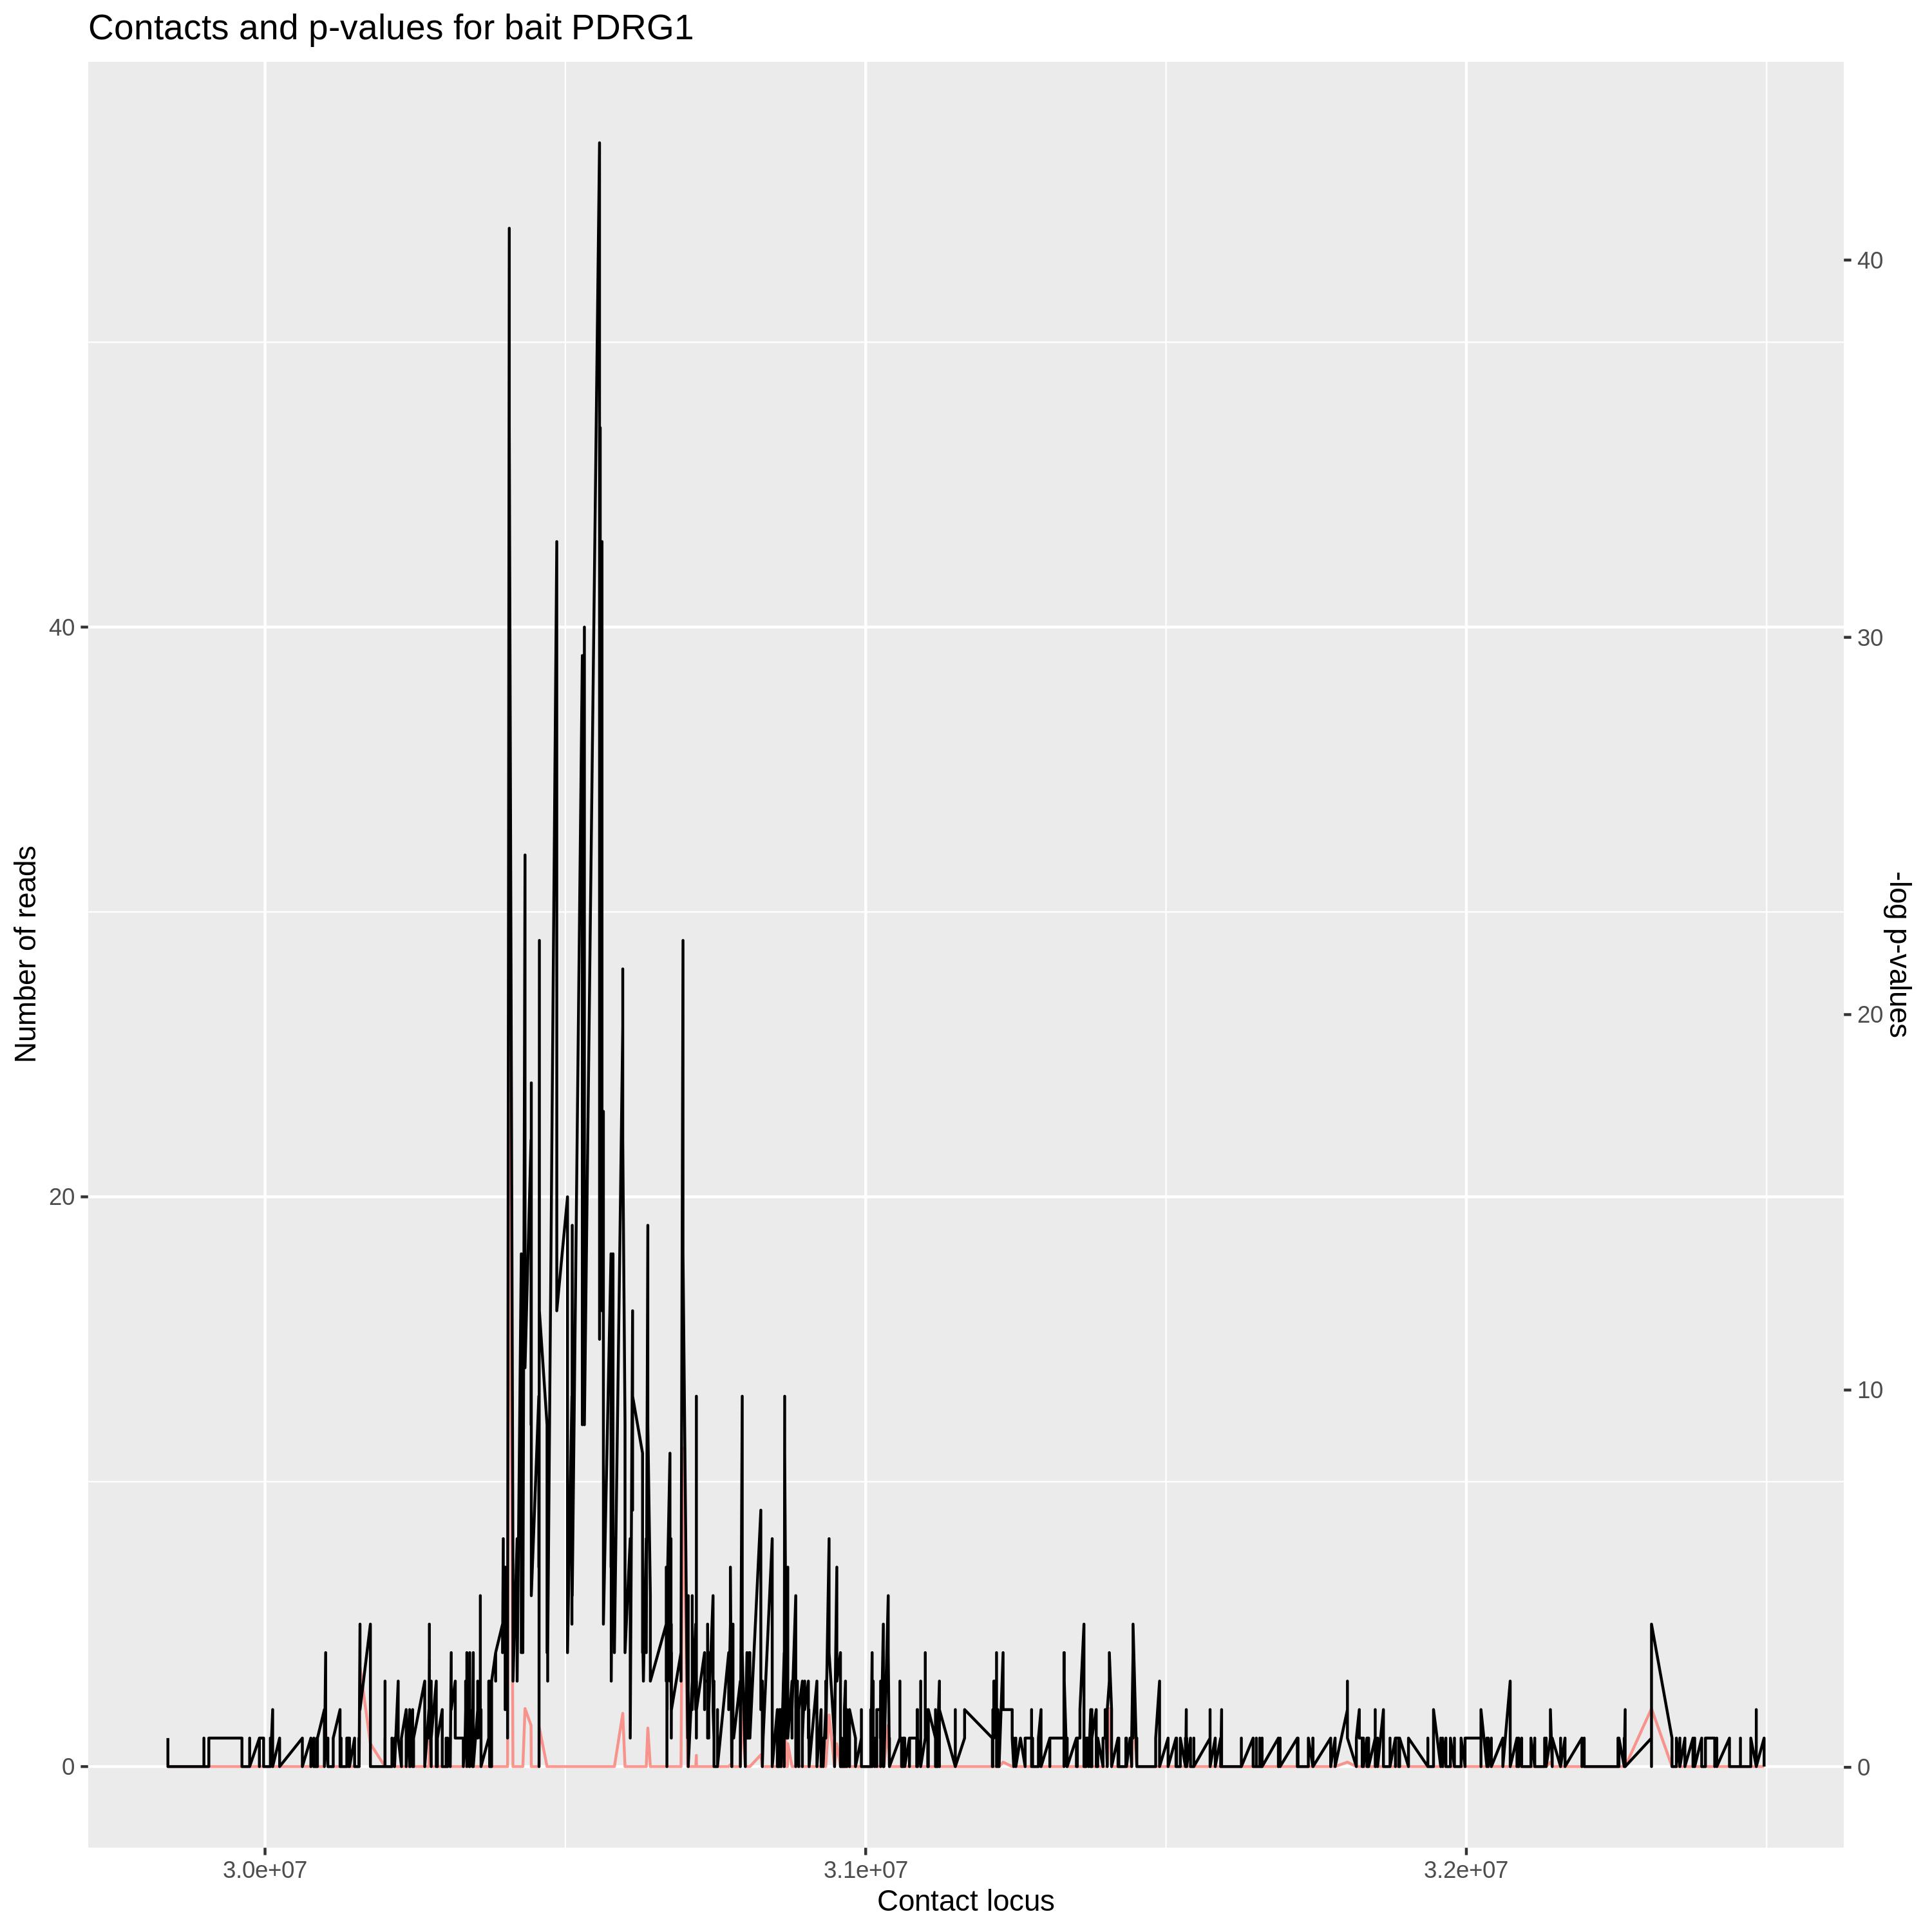 Contacts and p-values for bait PDRG1
Number of reads
40
20
0
40
30
20
10
0
-log p-values
3.0e+07
3.1e+07
3.2e+07
Contact locus